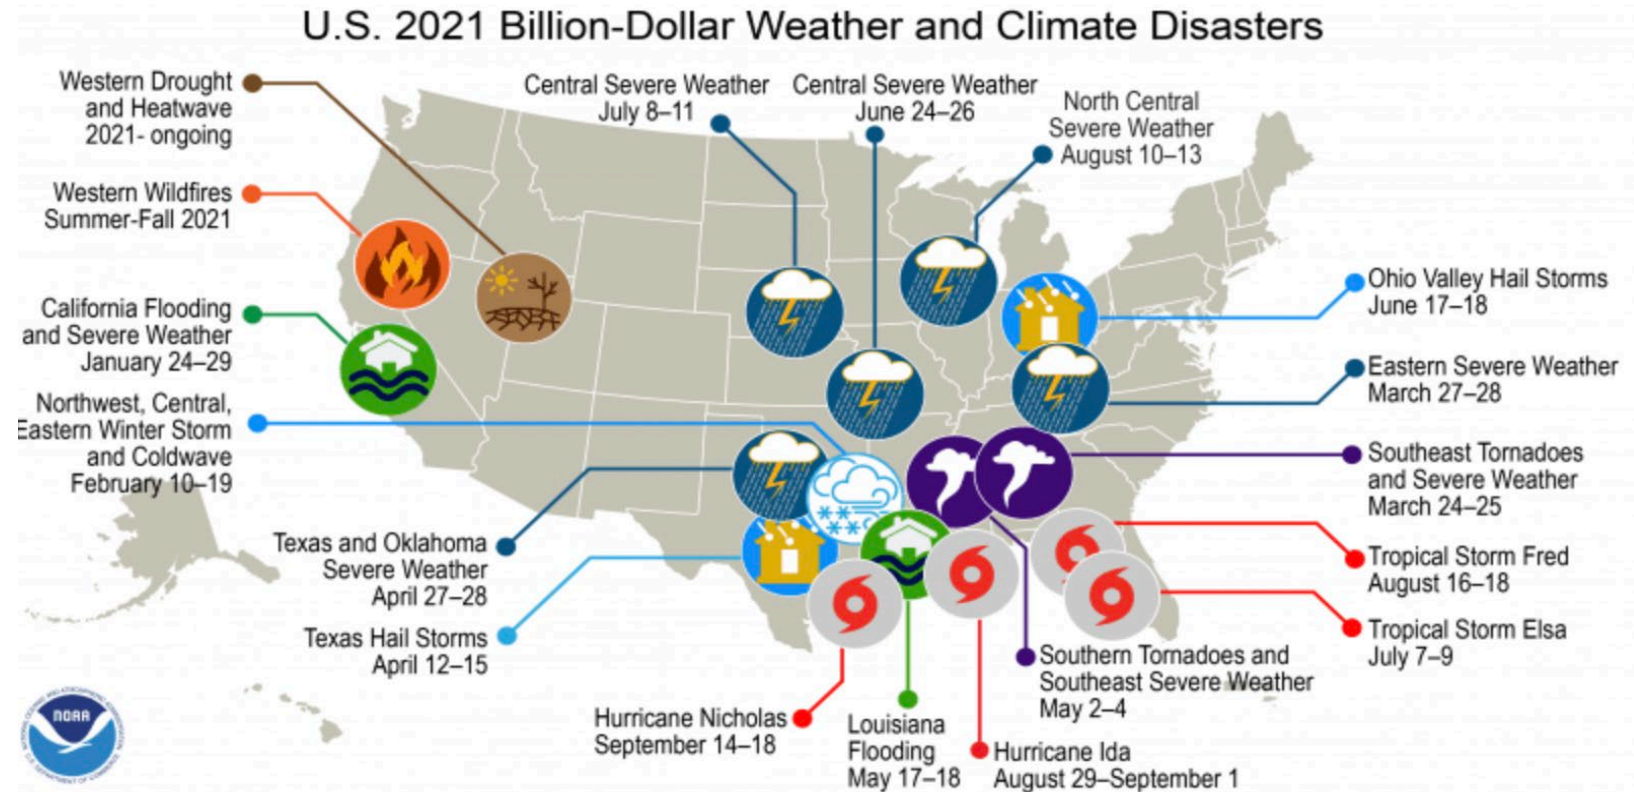 U.S. 2021 Billion-Dollar Weather and Climate Disasters
Western Drought
and Heatwave
2021- ongoing
Central Severe Weather
July 8–11
Central Severe Weather
June 24–26
North Central
Severe Weather
August 10–13
Western Wildfires
Summer-Fall 2021
California Flooding
and Severe Weather
January 24–29
Northwest, Central,
Eastern Winter Storm
and Coldwave
February 10–19
Ohio Valley Hail Storms
June 17–18
Eastern Severe Weather
March 27–28
Southeast Tornadoes
and Severe Weather
March 24–25
Texas and Oklahoma
Severe Weather
April 27–28
Texas Hail Storms
April 12–15
Tropical Storm Fred
August 16–18
Tropical Storm Elsa
July 7–9
Southern Tornadoes and
Southeast Severe Weather
May 2–4
Hurricane Nicholas
September 14–18
Louisiana
Flooding
May 17–18
Hurricane Ida
August 29–September 1
NOAA